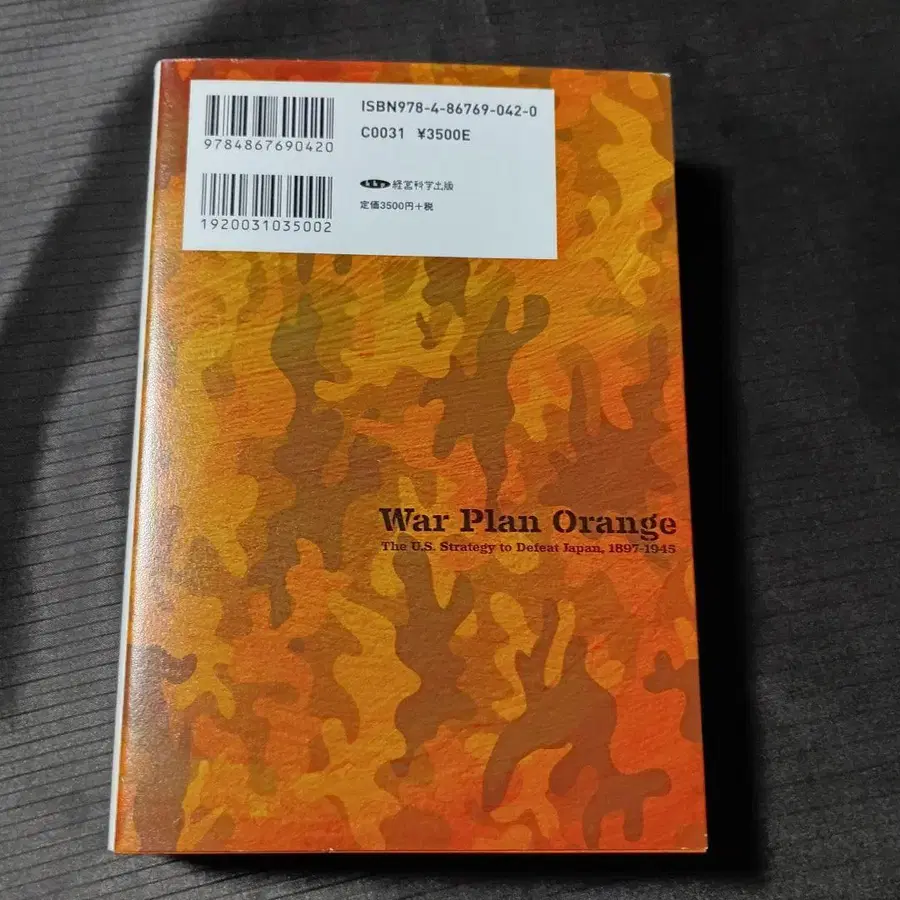 ISBN978-4-86769-042-0
C0031 ¥3500E
9784867690420
kkp 経営科学出版
定価3500円+税
1920031035002
War Plan Orange
The U.S. Strategy to Defeat Japan, 1897-1945